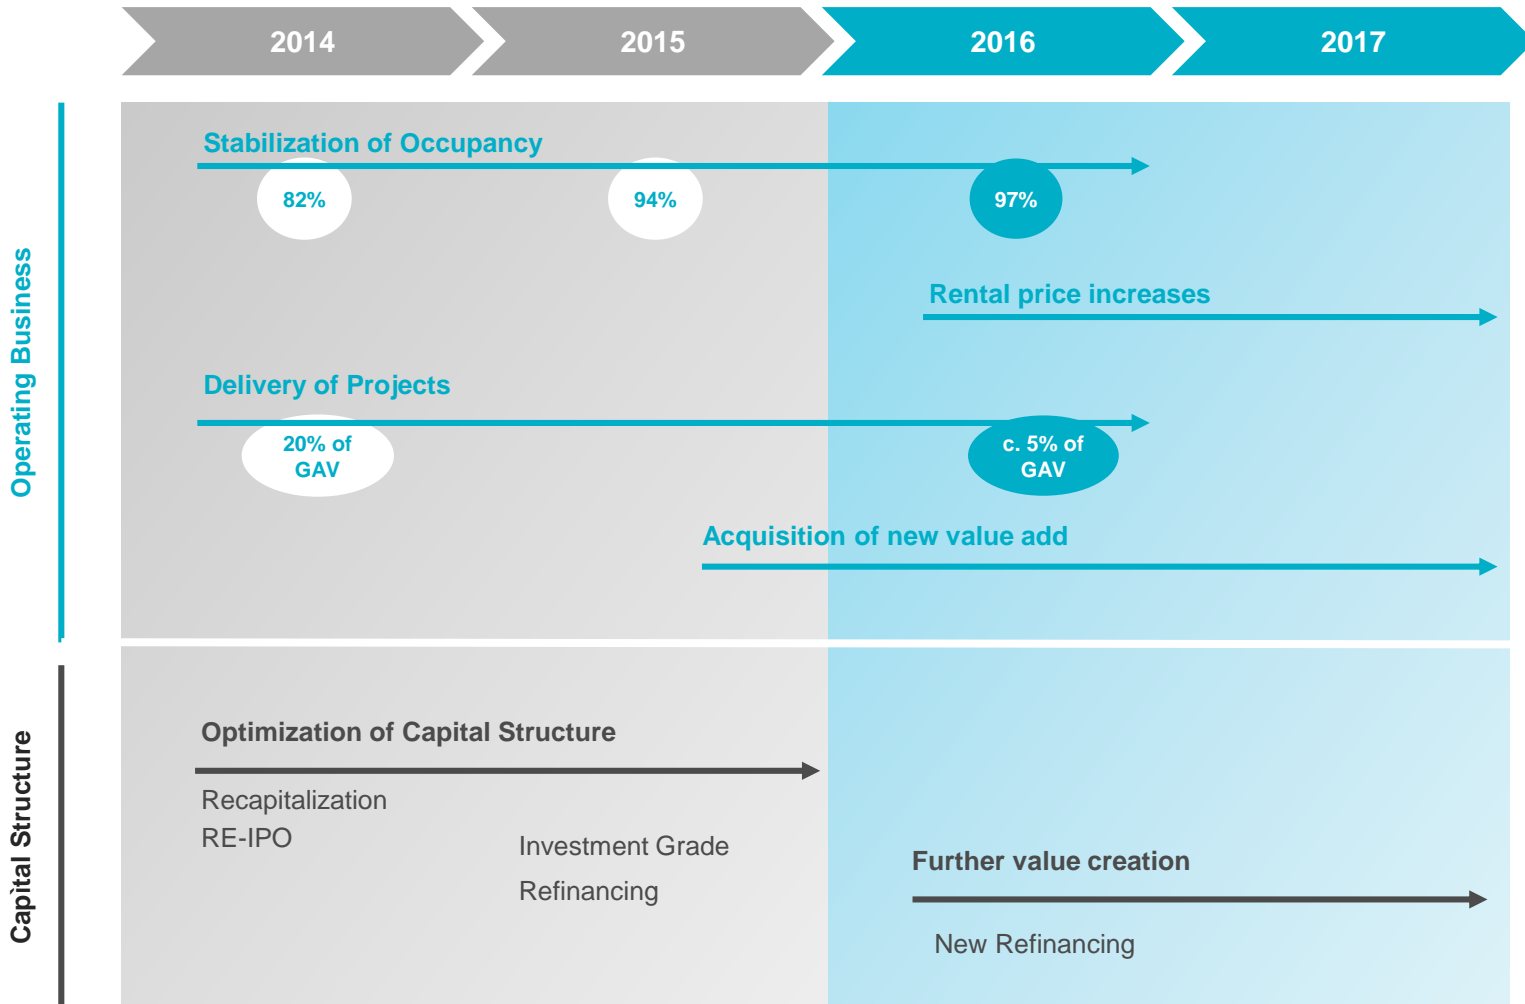 2014
2015
2016
2017
Operating Business
Stabilization of Occupancy
82%
94%
97%
Rental price increases
Delivery of Projects
20% of
GAV
c. 5% of
GAV
Acquisition of new value add
Capital Structure
Optimization of Capital Structure
Recapitalization
RE-IPO
Investment Grade
Refinancing
Further value creation
New Refinancing